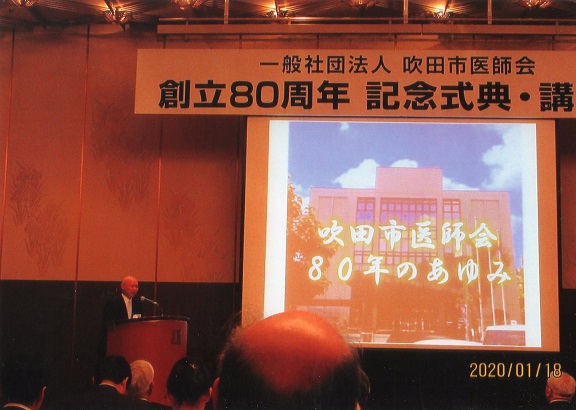 一般社団法人 吹田市医師会
創立80周年 記念式典・講
吹田市医師会
80年のあゆみ
2020/01/18